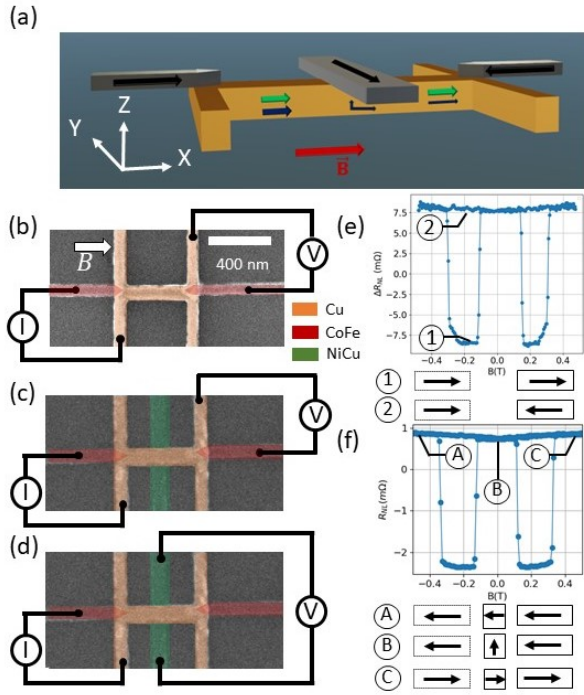 (a)
Z
Y
X
B
(b)
B
400 nm
V
I
Cu
CoFe
NiCu
(c)
V
I
(d)
V
I
(e)
ΔR_NL (mΩ)
7.5
5.0
2.5
0.0
-2.5
-5.0
-7.5
2
1
-0.4 -0.2 0.0 0.2 0.4
B(T)
1
2
(f)
R_NL(mΩ)
1
0
-1
-2
A
B
C
-0.4 -0.2 0.0 0.2 0.4
B(T)
A
B
C